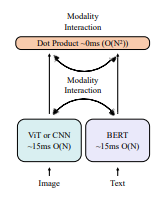 Modality
Interaction
Dot Product ~0ms (O(N²))
Modality
Interaction
ViT or CNN
~15ms O(N)
BERT
~15ms O(N)
Image
Text